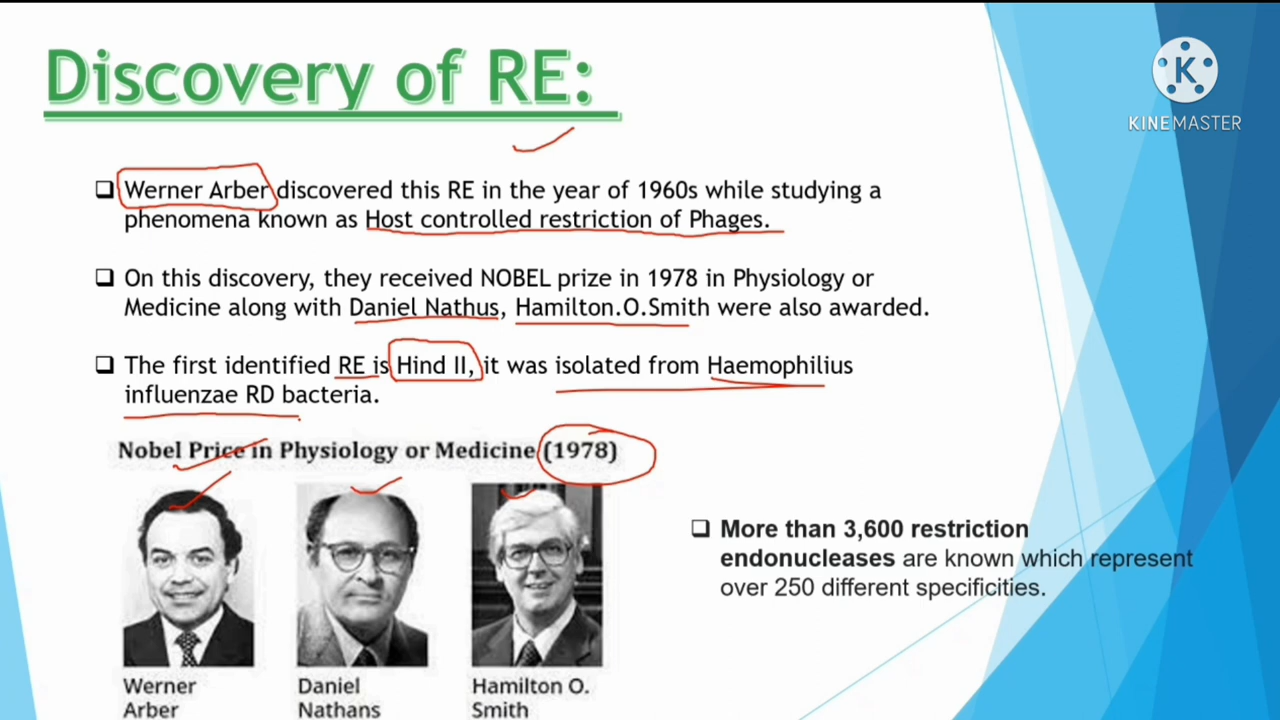 Discovery of RE:
KINEMASTER
Werner Arber discovered this RE in the year of 1960s while studying a
phenomena known as Host controlled restriction of Phages.
On this discovery, they received NOBEL prize in 1978 in Physiology or
Medicine along with Daniel Nathus, Hamilton.O.Smith were also awarded.
The first identified RE is Hind II, it was isolated from Haemophilius
influenzae RD bacteria.
Nobel Price in Physiology or Medicine (1978)
Werner
Arber
Daniel
Nathans
Hamilton O.
Smith
More than 3,600 restriction
endonucleases are known which represent
over 250 different specificities.